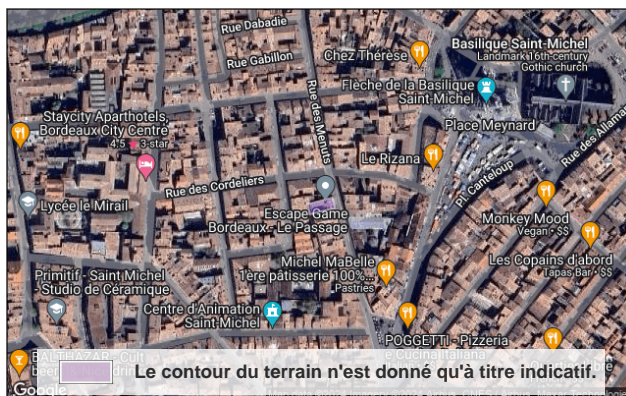 Rue Dabadie
Rue Gabillon
Chez Thérèse
Basilique Saint-Michel
Landmark 16th-century
Gothic church
Rue des Menuts
Flèche de la Basilique
Saint-Michel
Staycity Aparthotels,
Bordeaux City Centre
4.5 ★ 3-star
Place Meynard
Rue des Allamandiers
Le Rizana
Rue des Cordeliers
Pl. Canteloup
Lycée le Mirail
Escape Game
Bordeaux - Le Passage
Monkey Mood
Vegan • $$
Les Copains d'abord
Tapas Bar • $$
Michel MaBelle
1ère pâtisserie 100%...
Pastries
Primitif - Saint Michel
- Studio de Céramique
Centre d'Animation
Saint-Michel
POGGETTI - Pizzeria
e Cucina Italiana
BALTHAZAR - Cult
Le contour du terrain n'est donné qu'à titre indicatif.
Google